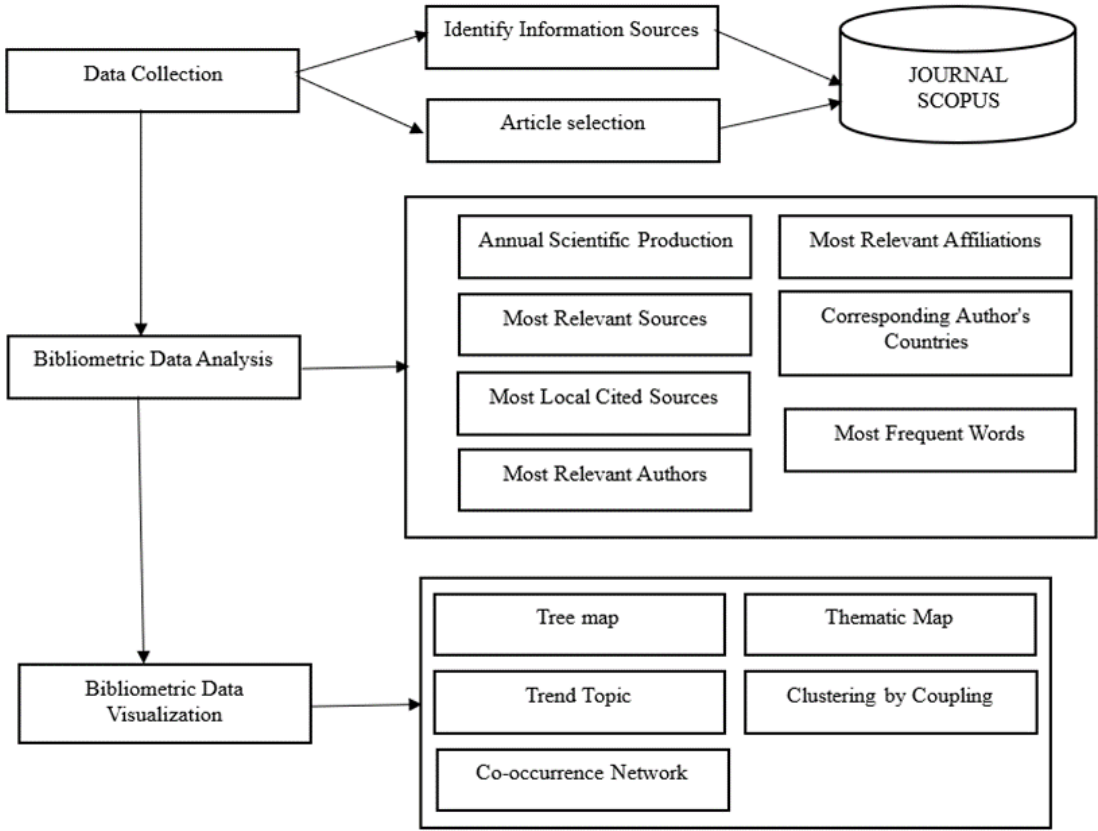 Data Collection
Identify Information Sources
Article selection
JOURNAL
SCOPUS
Bibliometric Data Analysis
Annual Scientific Production
Most Relevant Sources
Most Local Cited Sources
Most Relevant Authors
Most Relevant Affiliations
Corresponding Author's
Countries
Most Frequent Words
Bibliometric Data
Visualization
Tree map
Trend Topic
Co-occurrence Network
Thematic Map
Clustering by Coupling